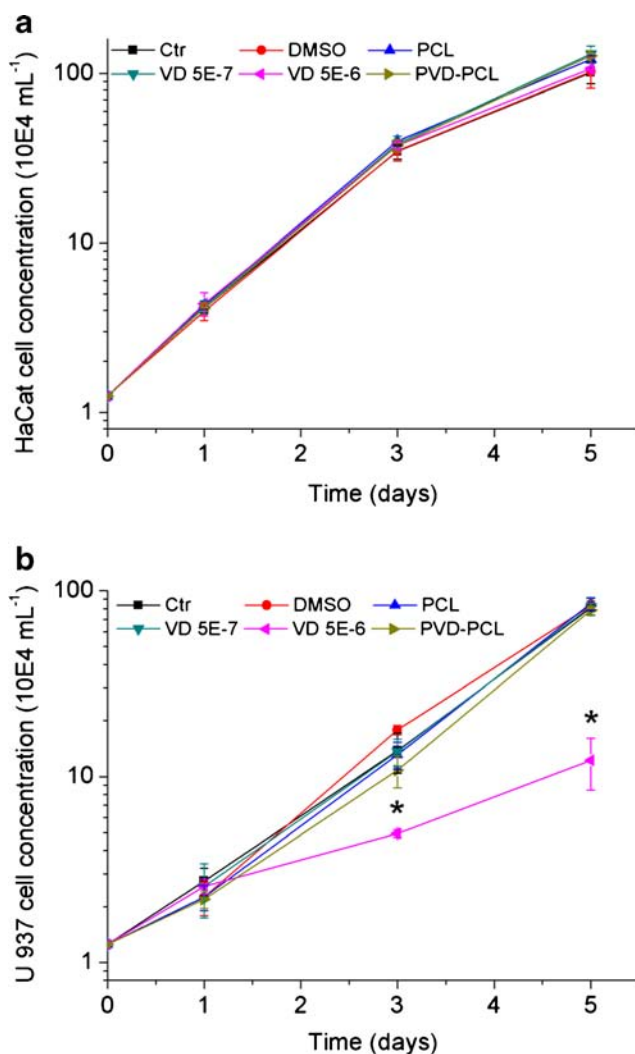 a
Ctr DMSO PCL
VD 5E-7 VD 5E-6 PVD-PCL
HaCat cell concentration (10E4 mL⁻¹)
100
10
1
0 1 2 3 4 5
Time (days)
b
Ctr DMSO PCL
VD 5E-7 VD 5E-6 PVD-PCL
U 937 cell concentration (10E4 mL⁻¹)
100
10
1
*
*
0 1 2 3 4 5
Time (days)